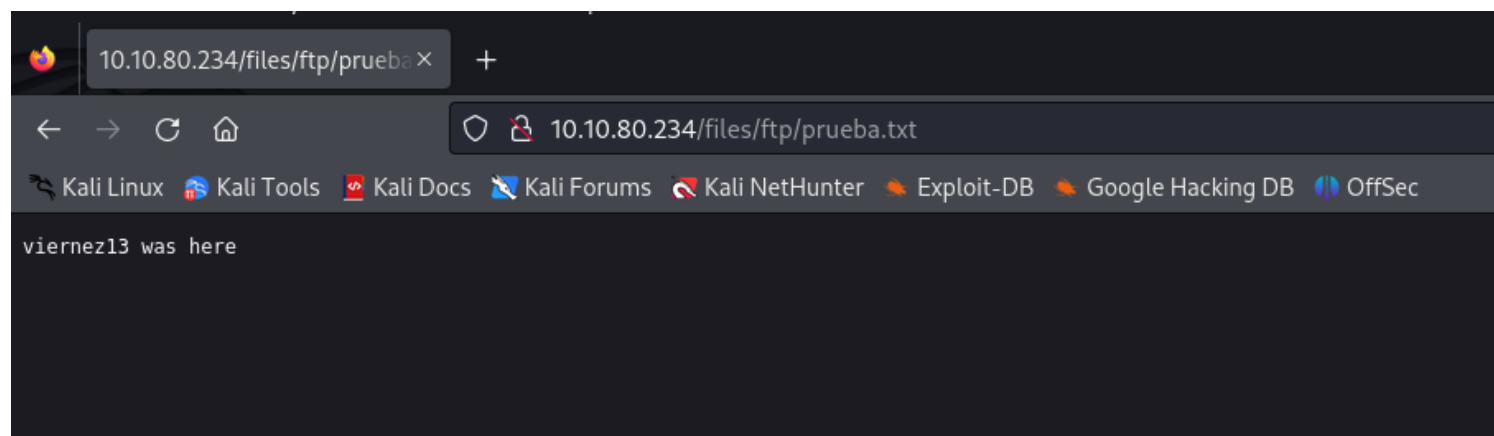 10.10.80.234/files/ftp/prueba
10.10.80.234/files/ftp/prueba.txt
Kali Linux Kali Tools Kali Docs Kali Forums Kali NetHunter Exploit-DB Google Hacking DB OffSec
viernez13 was here